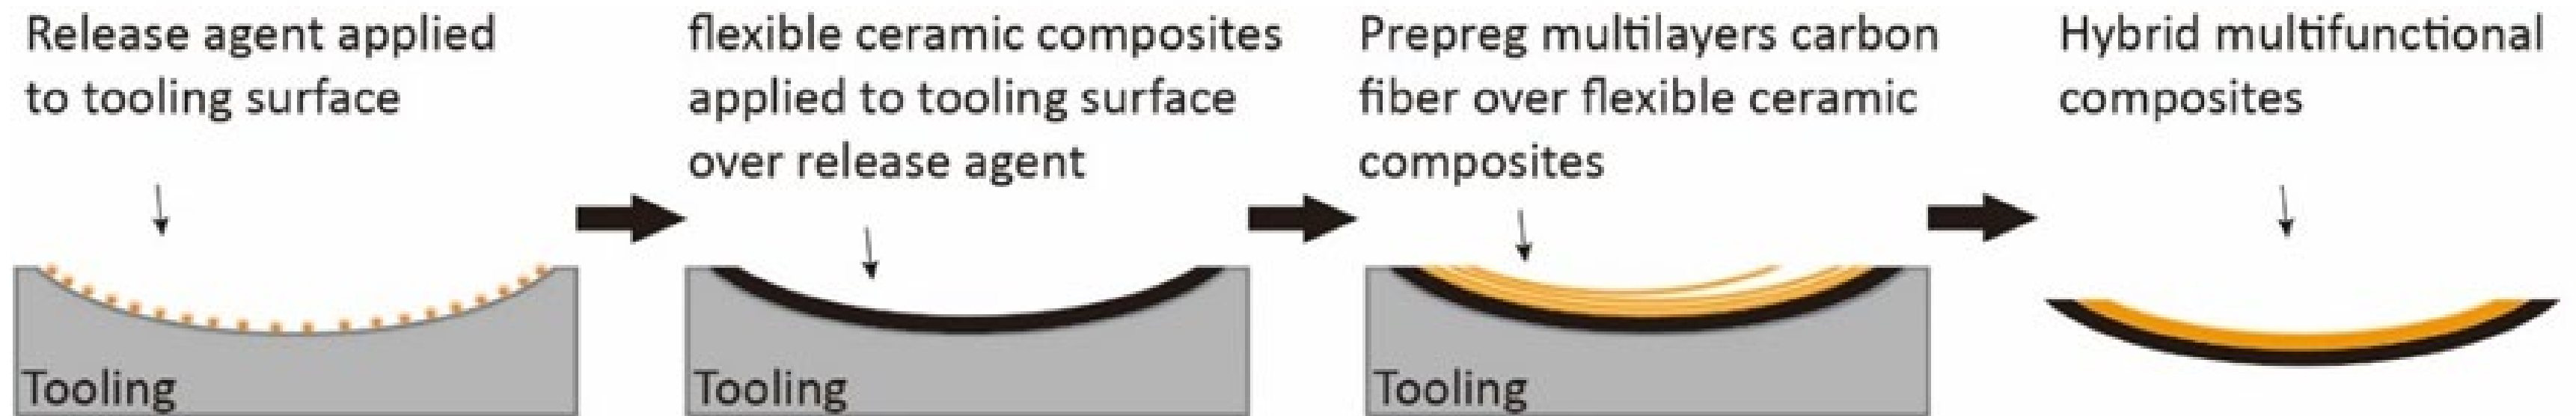 Release agent applied
to tooling surface
Tooling
flexible ceramic composites
applied to tooling surface
over release agent
Tooling
Prepreg multilayers carbon
fiber over flexible ceramic
composites
Tooling
Hybrid multifunctional
composites